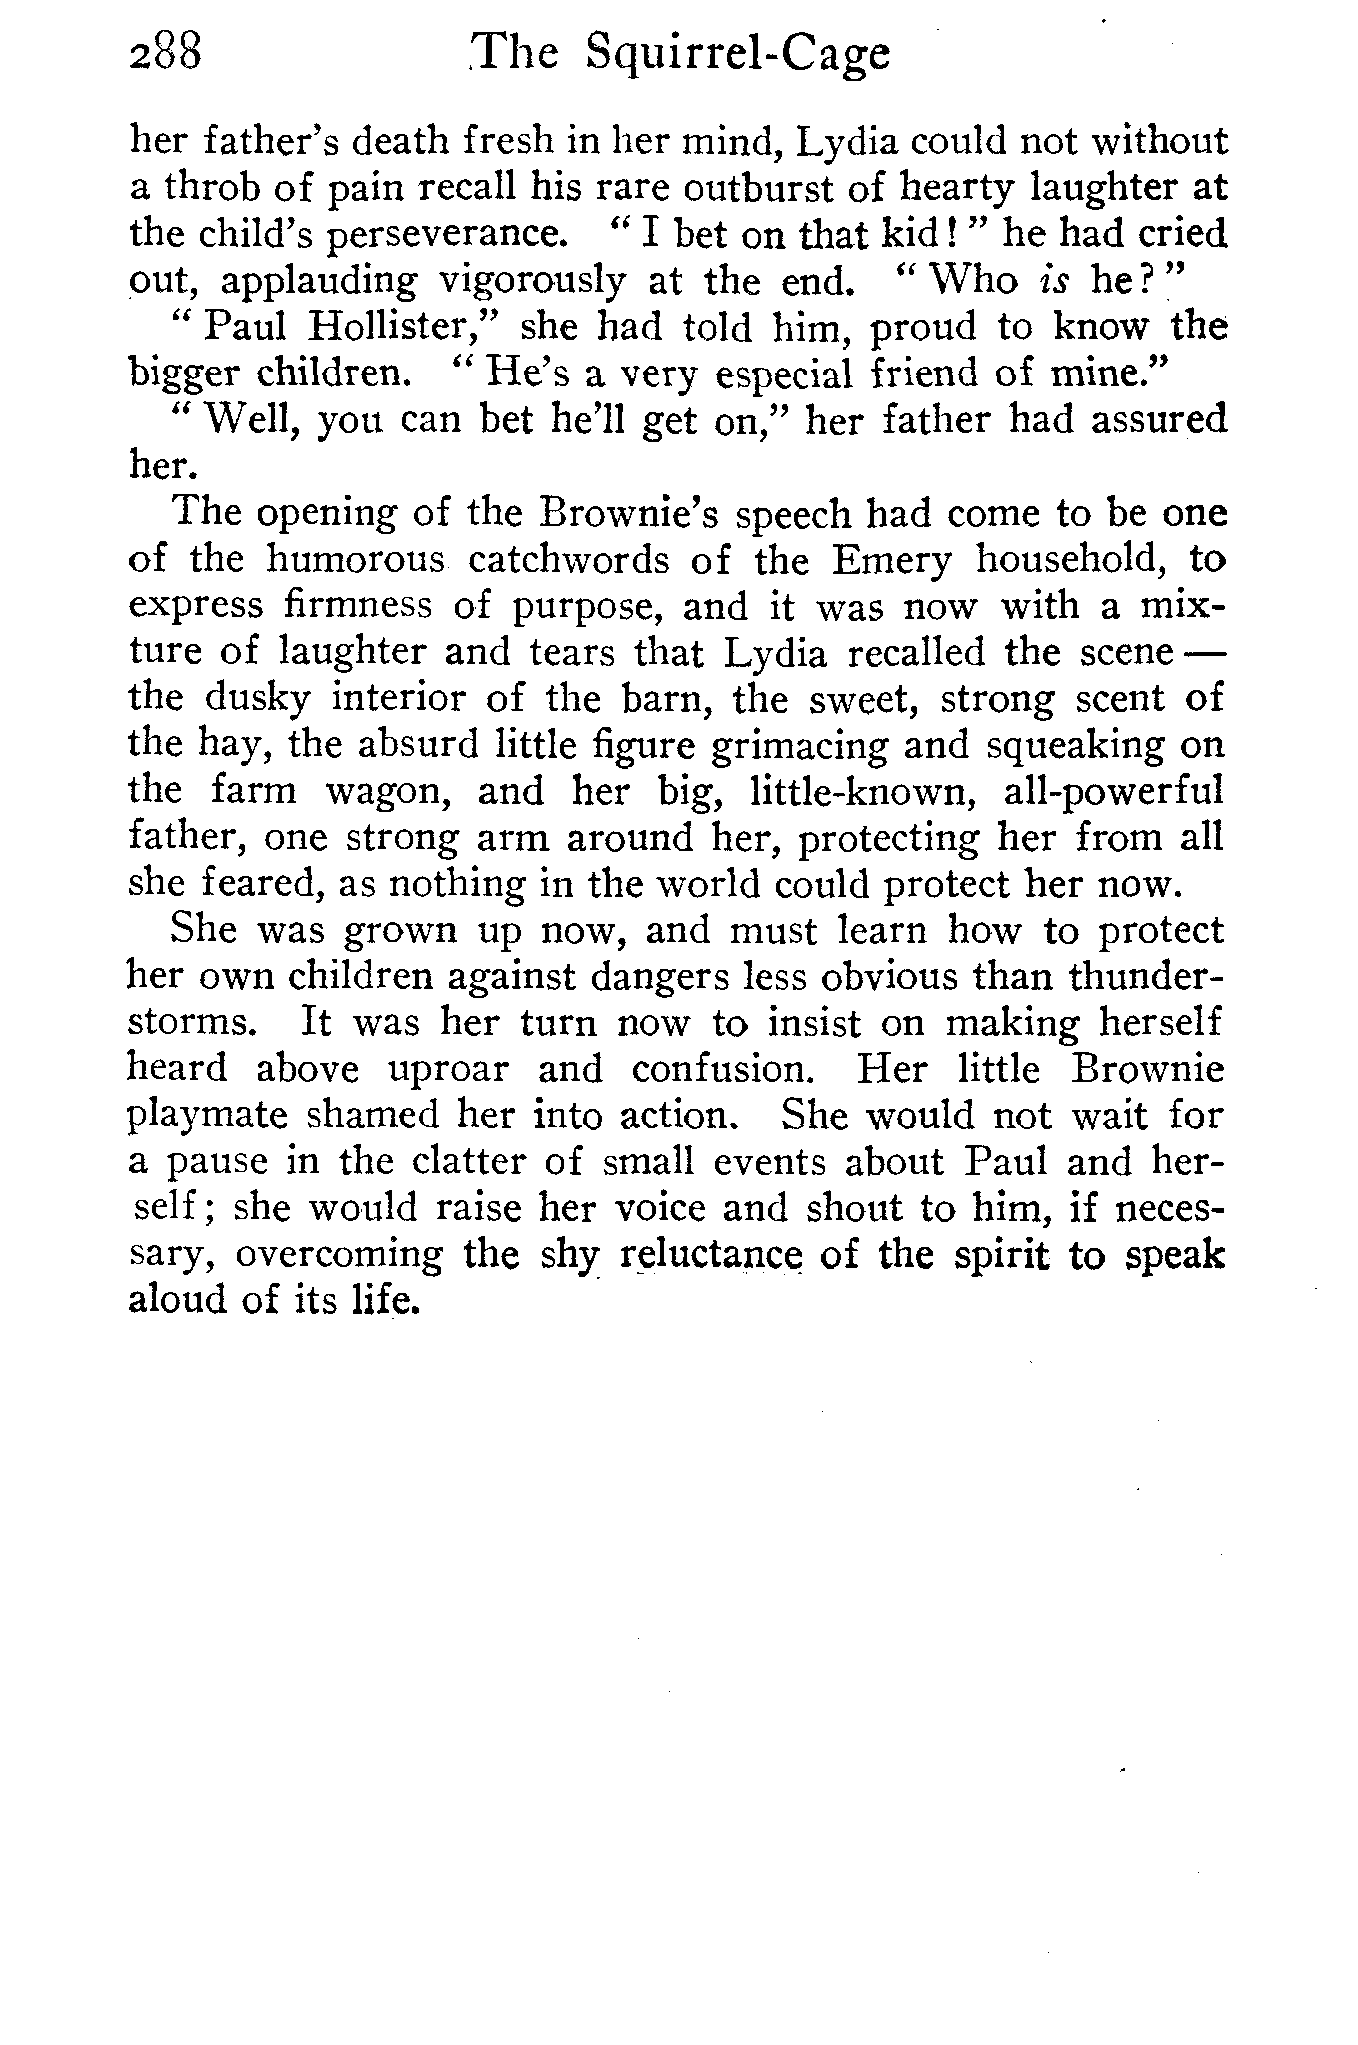 288 The Squirrel-Cage
her father's death fresh in her mind, Lydia could not without
a throb of pain recall his rare outburst of hearty laughter at
the child's perseverance. " I bet on that kid! " he had cried
out, applauding vigorously at the end. " Who is he? "
" Paul Hollister," she had told him, proud to know the
bigger children. " He's a very especial friend of mine."
" Well, you can bet he'll get on," her father had assured
her.
The opening of the Brownie's speech had come to be one
of the humorous catchwords of the Emery household, to
express firmness of purpose, and it was now with a mix-
ture of laughter and tears that Lydia recalled the scene —
the dusky interior of the barn, the sweet, strong scent of
the hay, the absurd little figure grimacing and squeaking on
the farm wagon, and her big, little-known, all-powerful
father, one strong arm around her, protecting her from all
she feared, as nothing in the world could protect her now.
She was grown up now, and must learn how to protect
her own children against dangers less obvious than thunder-
storms. It was her turn now to insist on making herself
heard above uproar and confusion. Her little Brownie
playmate shamed her into action. She would not wait for
a pause in the clatter of small events about Paul and her-
self; she would raise her voice and shout to him, if neces-
sary, overcoming the shy reluctance of the spirit to speak
aloud of its life.